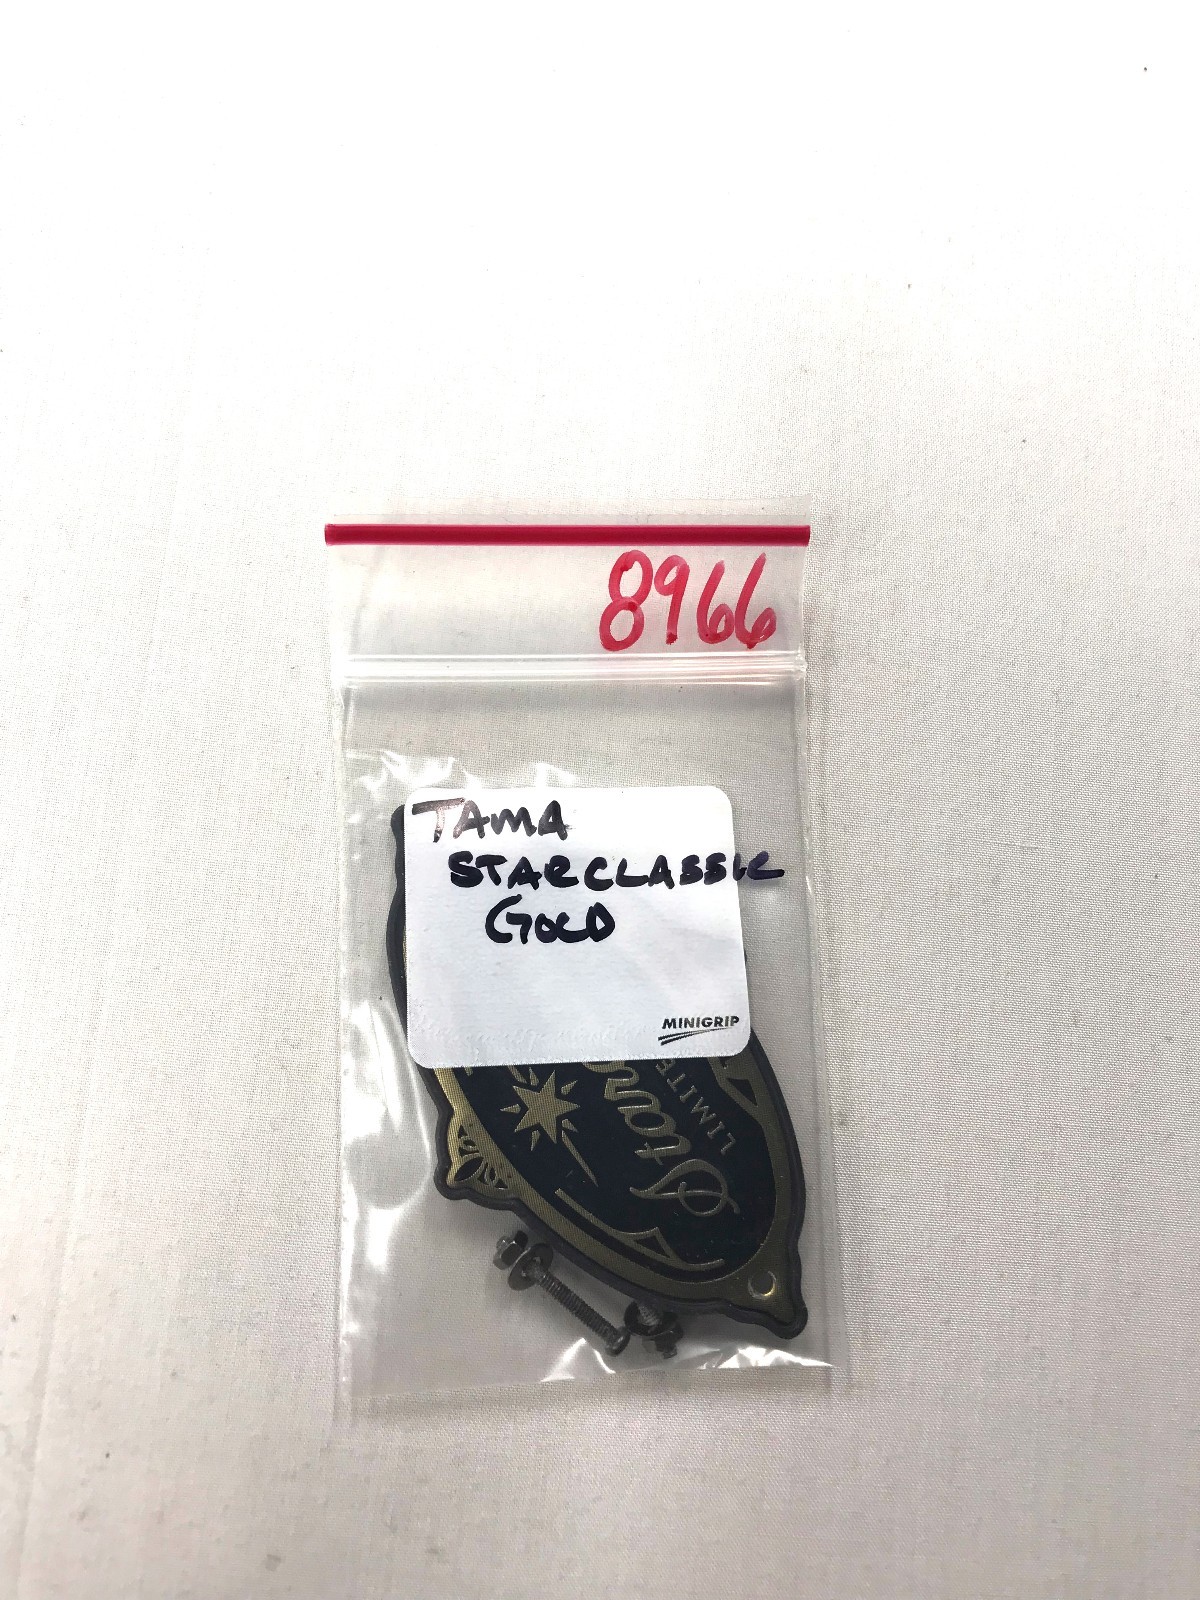 8966
TAMA
STARCLASSIC
GOLD
MINIGRIP
Star
LIMITE